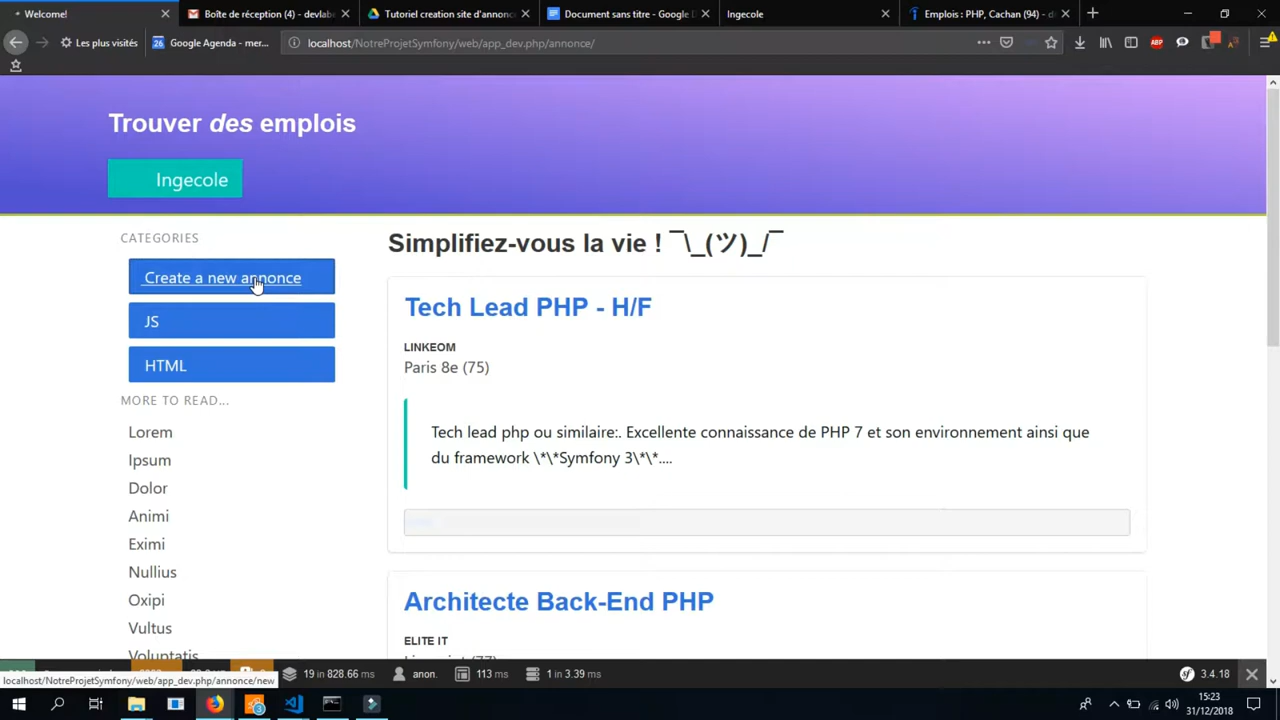 Welcome!
Boîte de réception (4) - devlabe
Tutoriel creation site d'annonc
Document sans titre - Google D
Ingecole
Emplois : PHP, Cachan (94) - d
Les plus visités
26 Google Agenda - mer...
localhost/NotreProjetSymfony/web/app_dev.php/annonce/
ABP
Trouver des emplois
Ingecole
CATEGORIES
Create a new annonce
JS
HTML
MORE TO READ...
Lorem
Ipsum
Dolor
Animi
Eximi
Nullius
Oxipi
Vultus
Voluptatis
Simplifiez-vous la vie ! ¯\_(ツ)_/¯
Tech Lead PHP - H/F
LINKEOM
Paris 8e (75)
Tech lead php ou similaire:. Excellente connaissance de PHP 7 et son environnement ainsi que
du framework \*\*Symfony 3\*\*....
Architecte Back-End PHP
ELITE IT
19 in 828.66 ms
anon.
113 ms
1 in 3.39 ms
3.4.18
localhost/NotreProjetSymfony/web/app_dev.php/annonce/new
15:23
31/12/2018